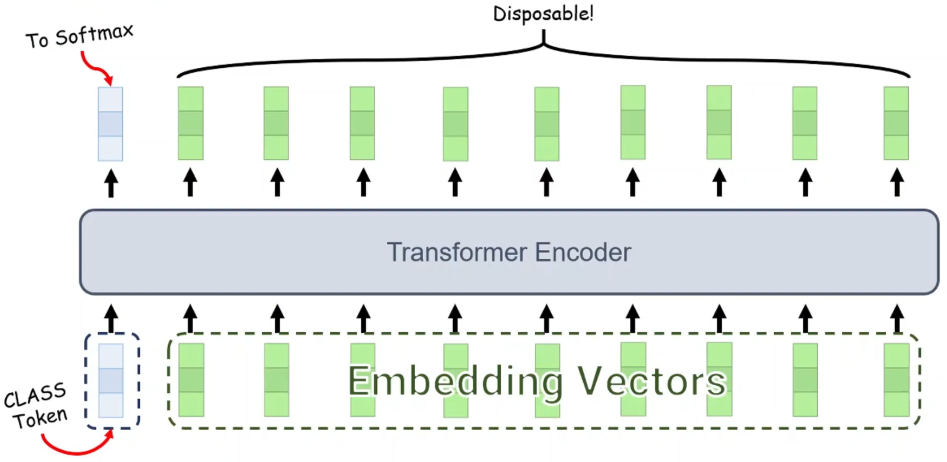 Disposable!
To Softmax
Transformer Encoder
Embedding Vectors
CLASS
Token